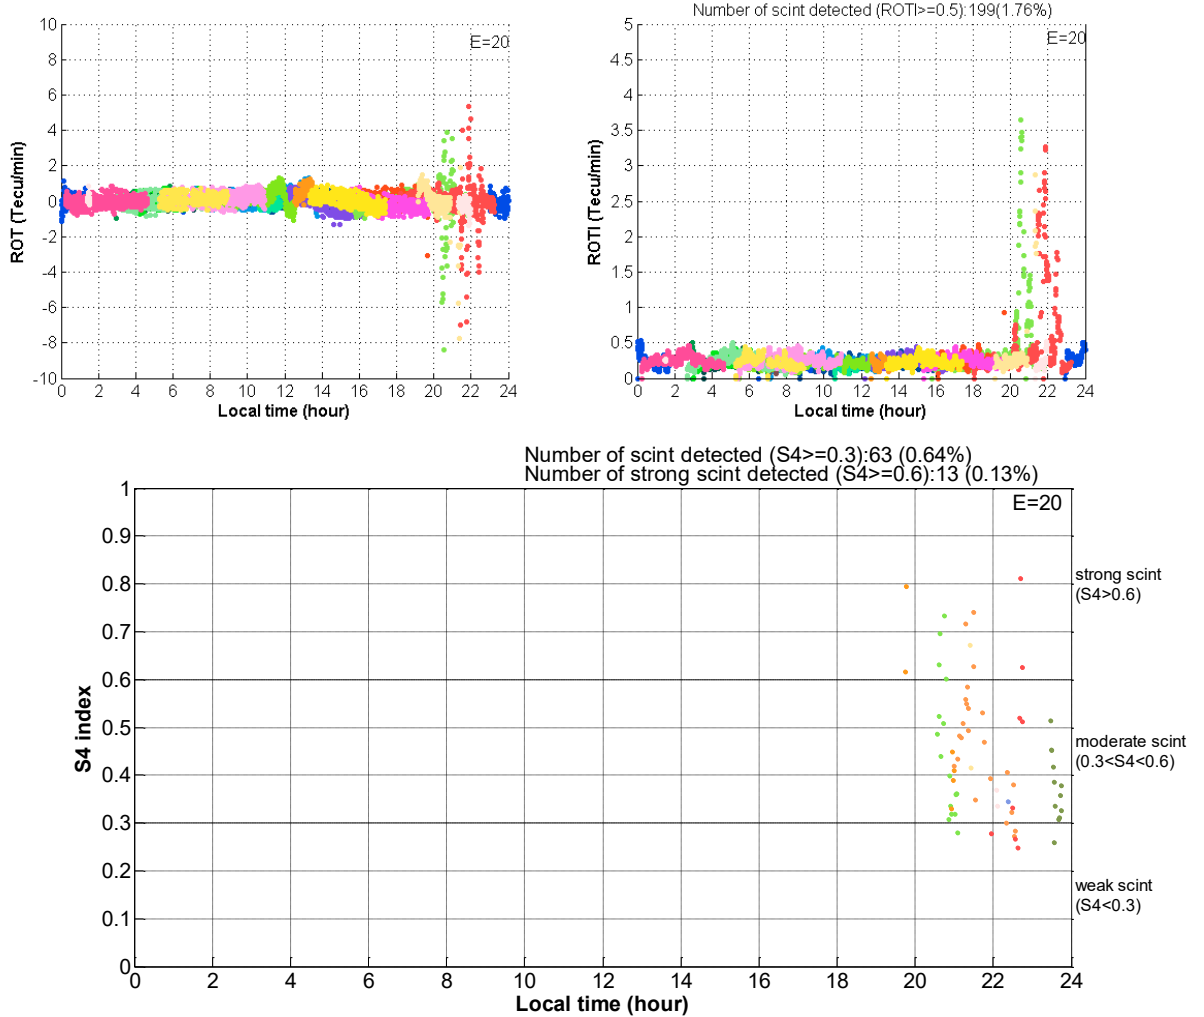 Number of scint detected (ROTI>=0.5):199(1.76%)
10
8
6
4
2
0
-2
-4
-6
-8
-10
ROT (Tecu/min)
E=20
0 2 4 6 8 10 12 14 16 18 20 22 24
Local time (hour)
5
4.5
4
3.5
3
2.5
2
1.5
1
0.5
0
ROTI (Tecu/min)
E=20
0 2 4 6 8 10 12 14 16 18 20 22 24
Local time (hour)
Number of scint detected (S4>=0.3):63 (0.64%)
Number of strong scint detected (S4>=0.6):13 (0.13%)
1
0.9
0.8
0.7
0.6
0.5
0.4
0.3
0.2
0.1
0
S4 index
E=20
strong scint
(S4>0.6)
moderate scint
(0.3<S4<0.6)
weak scint
(S4<0.3)
0 2 4 6 8 10 12 14 16 18 20 22 24
Local time (hour)